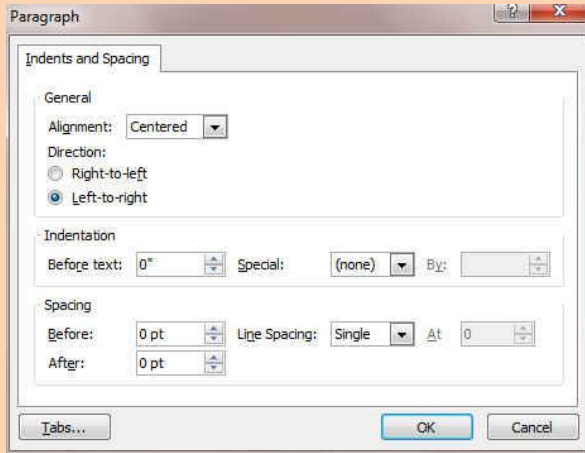 Paragraph
Indents and Spacing
General
Alignment: Centered
Direction:
Right-to-left
Left-to-right
Indentation
Before text: 0" Special: (none) By:
Spacing
Before: 0 pt Line Spacing: Single At 0
After: 0 pt
Tabs... OK Cancel